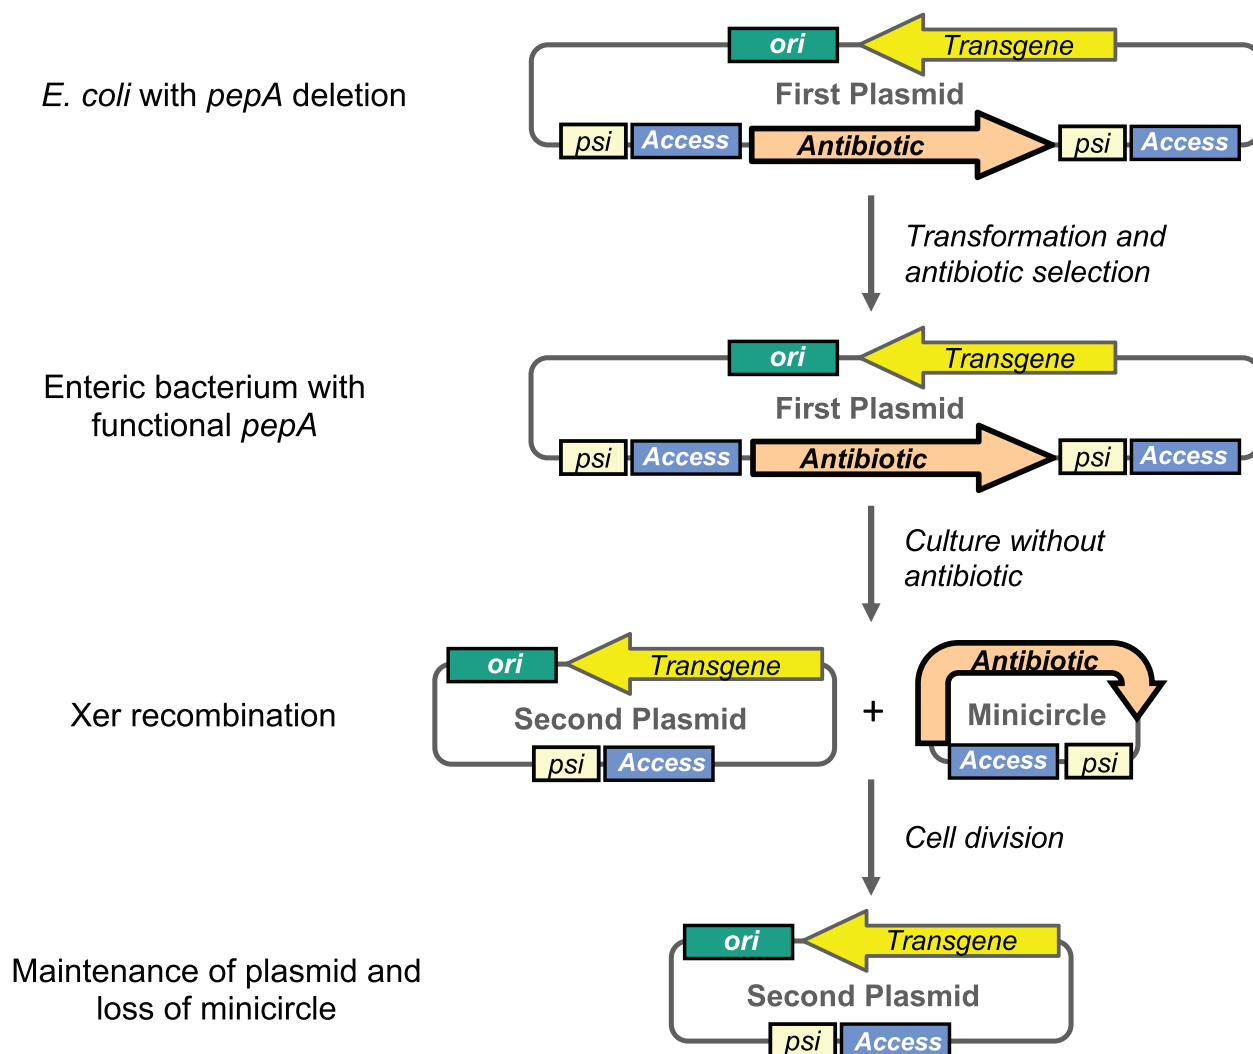 ori
Transgene
E. coli with pepA deletion
First Plasmid
psi
Access
Antibiotic
psi
Access
Transformation and
antibiotic selection
ori
Transgene
Enteric bacterium with
functional pepA
First Plasmid
psi
Access
Antibiotic
psi
Access
Culture without
antibiotic
Xer recombination
ori
Transgene
Second Plasmid
psi
Access
+
Antibiotic
Minicircle
Access
psi
Cell division
Maintenance of plasmid and
loss of minicircle
ori
Transgene
Second Plasmid
psi
Access